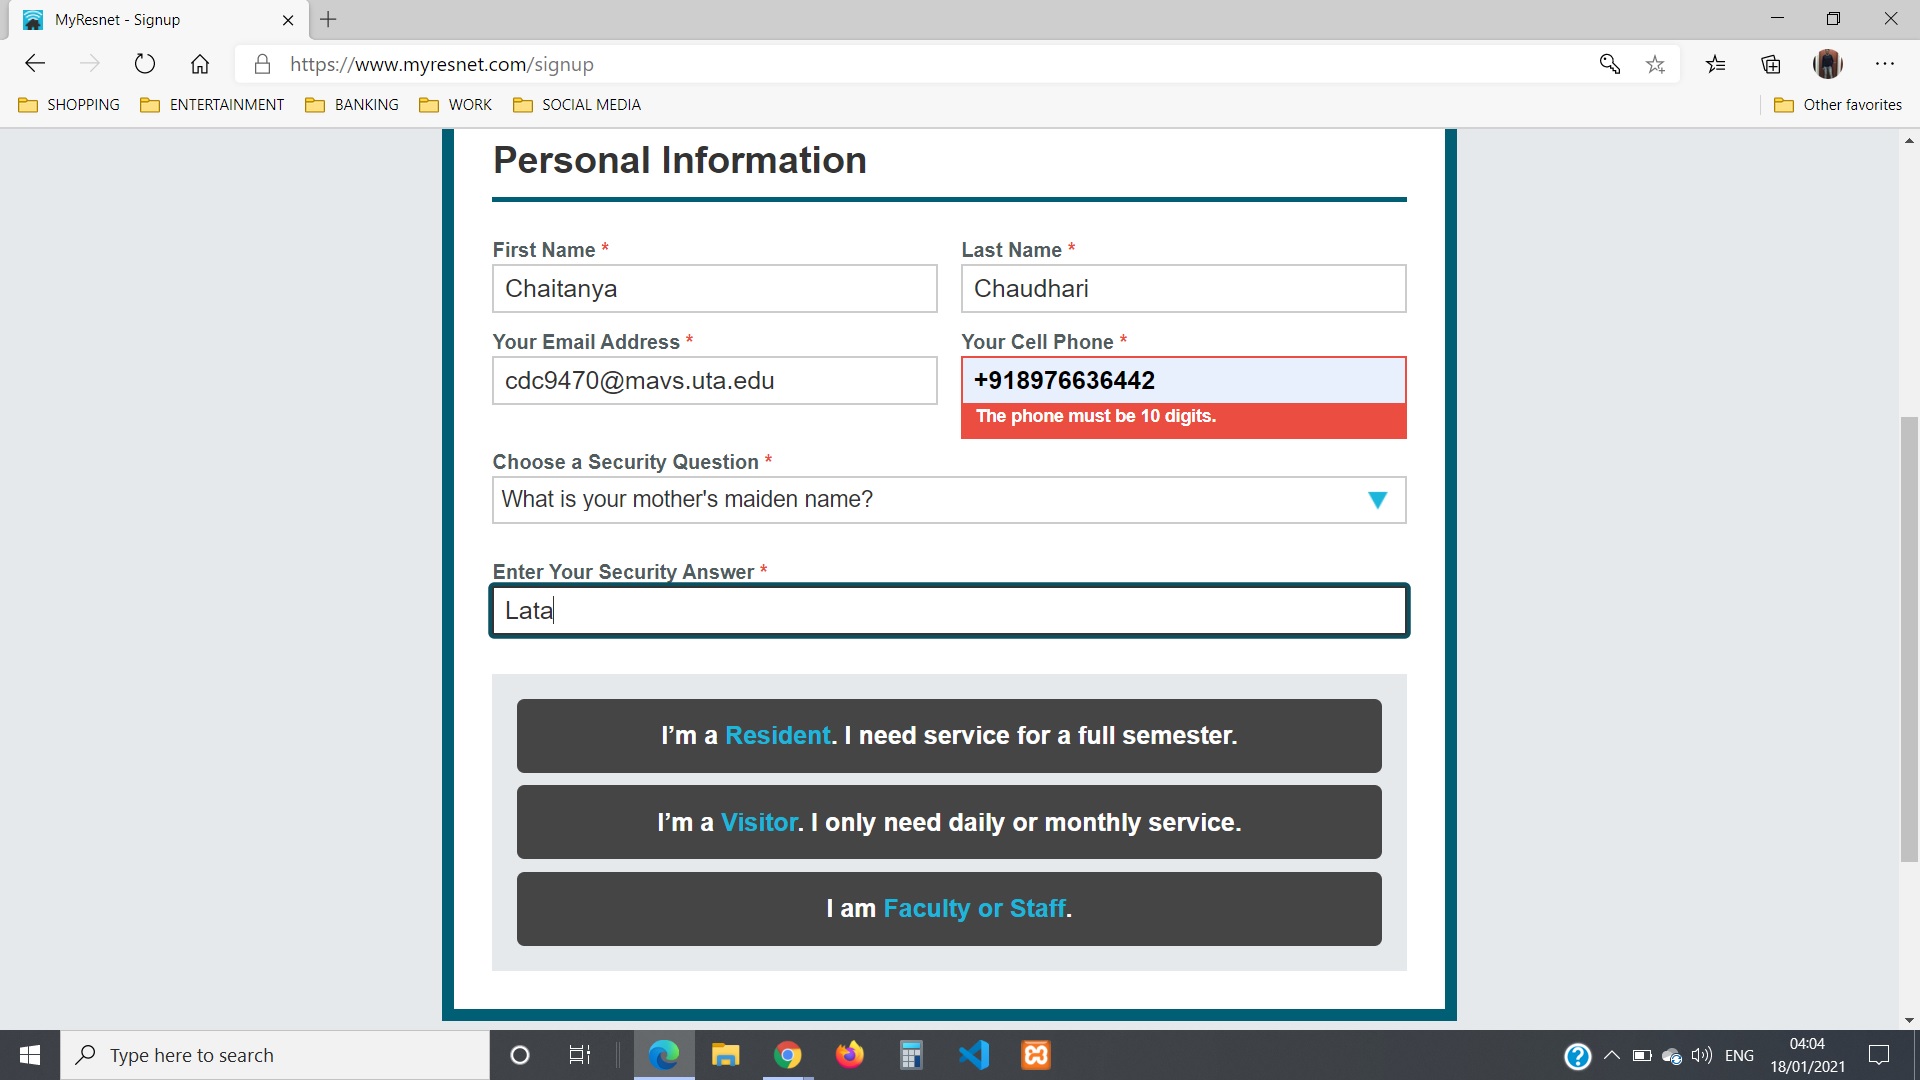 MyResnet - Signup
https://www.myresnet.com/signup
SHOPPING ENTERTAINMENT BANKING WORK SOCIAL MEDIA Other favorites
Personal Information
First Name * Last Name *
Chaitanya Chaudhari
Your Email Address * Your Cell Phone *
cdc9470@mavs.uta.edu +918976636442
The phone must be 10 digits.
Choose a Security Question *
What is your mother's maiden name?
Enter Your Security Answer *
Lata
I’m a Resident. I need service for a full semester.
I’m a Visitor. I only need daily or monthly service.
I am Faculty or Staff.
Type here to search
ENG
04:04
18/01/2021